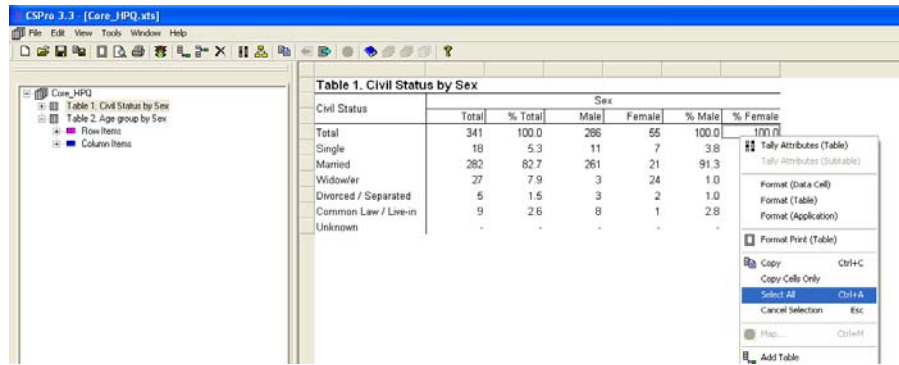 CSPro 3.3 - [Core_HPQ.xts]
File Edit View Tools Window Help
Core_HPQ
Table 1. Civil Status by Sex
Table 2. Age group by Sex
Row Items
Column Items
Table 1. Civil Status by Sex
Civil Status Sex
Total % Total Male Female % Male % Female
Total 341 100.0 286 55 100.0 100.0
Single 18 5.3 11 7 3.8
Married 282 82.7 261 21 91.3
Widow/er 27 7.9 3 24 1.0
Divorced / Separated 5 1.5 3 2 1.0
Common Law / Live-in 9 2.6 8 1 2.8
Unknown - - - - -
Tally Attributes (Table)
Tally Attributes (Subtable)
Format (Data Cell)
Format (Table)
Format (Application)
Format Print (Table)
Copy Ctrl+C
Copy Cells Only
Select All Ctrl+A
Cancel Selection Esc
Map... Ctrl+M
Add Table